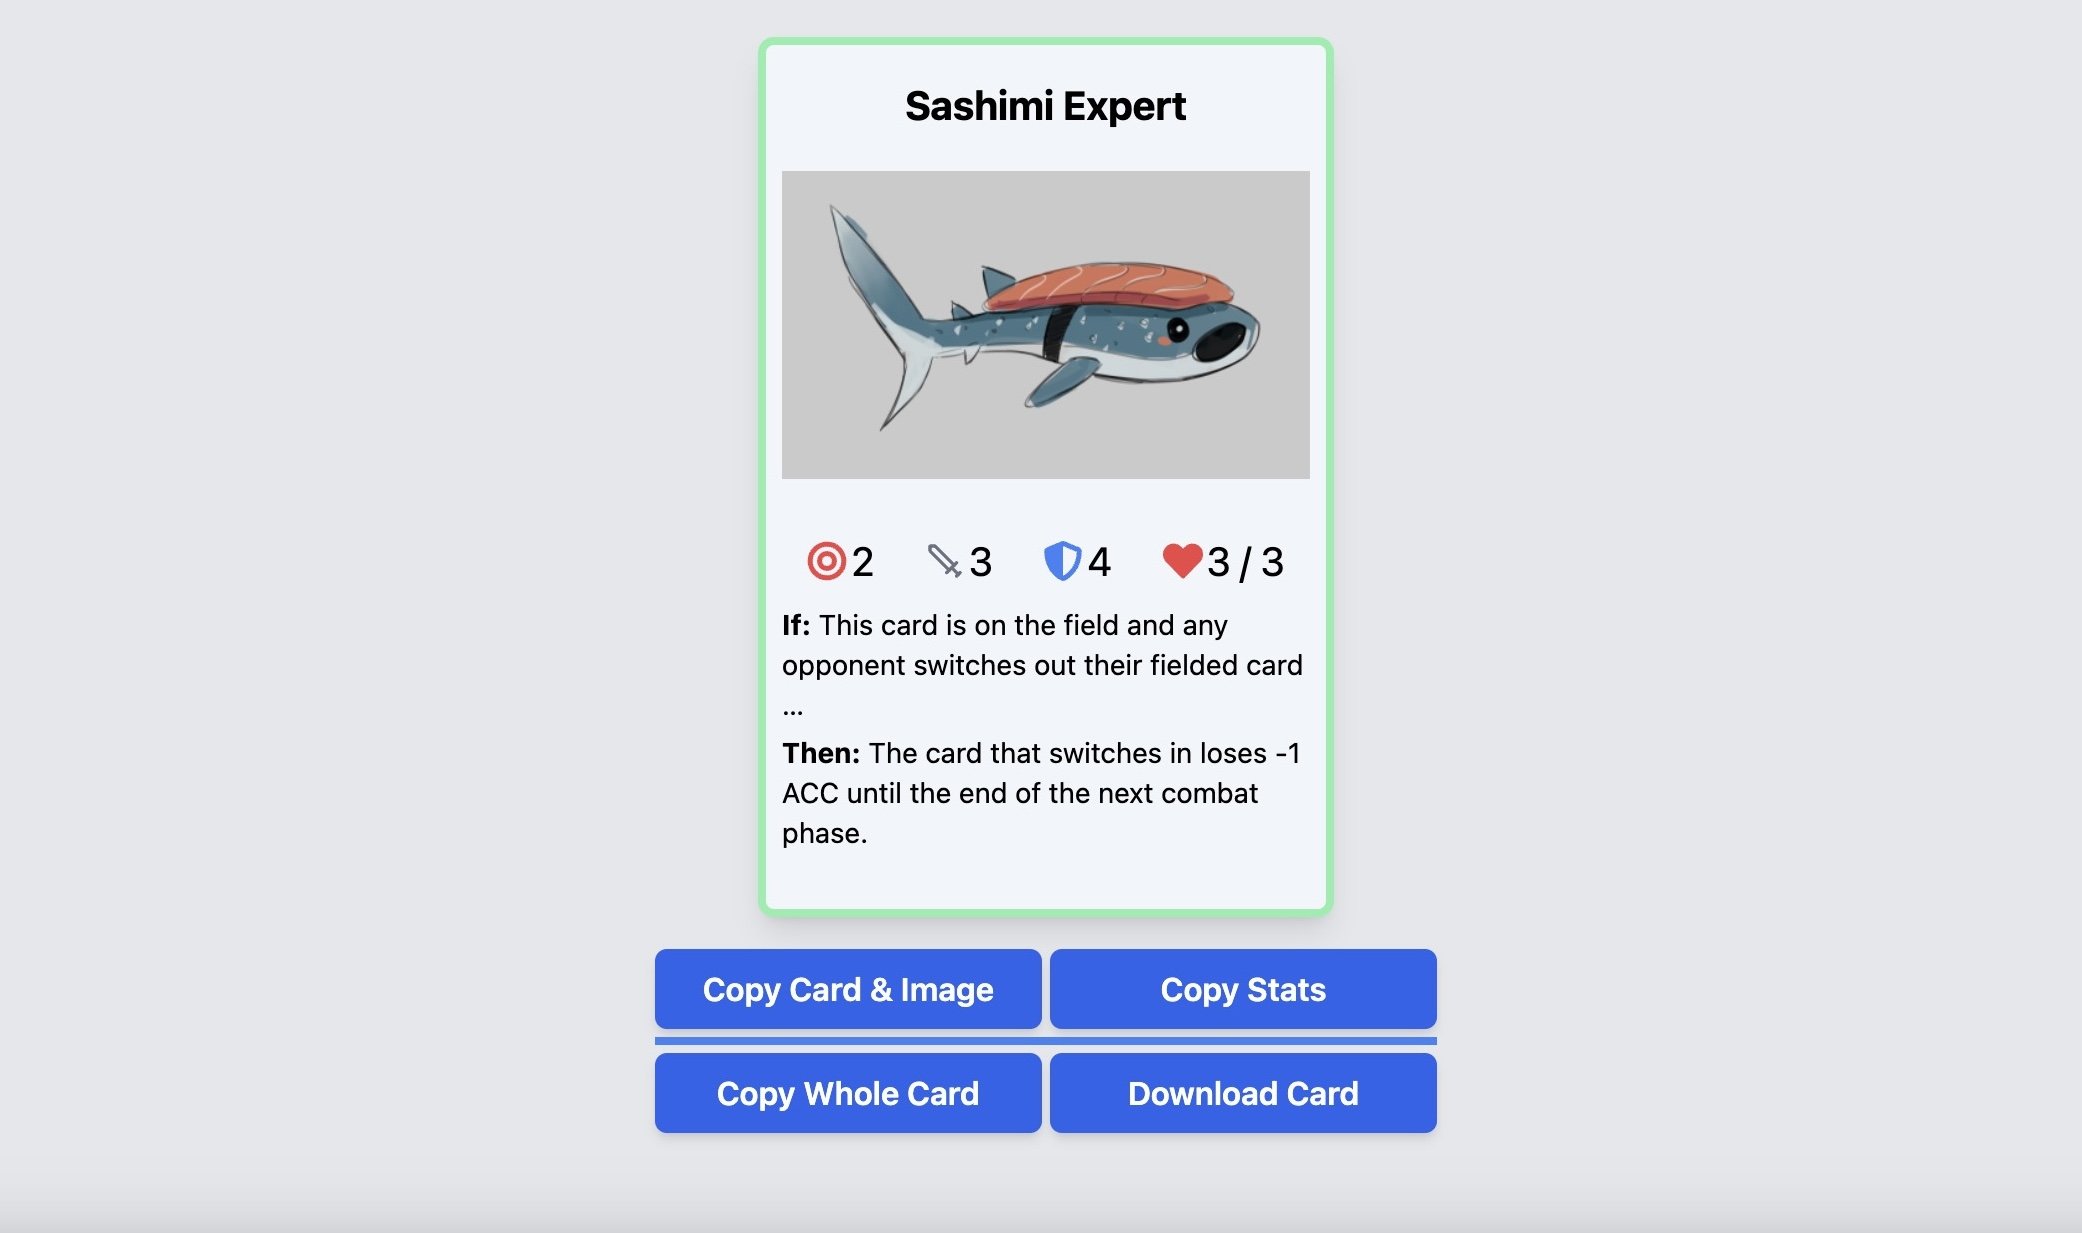 Sashimi Expert
2 3 4 3 / 3
If: This card is on the field and any
opponent switches out their fielded card
...
Then: The card that switches in loses -1
ACC until the end of the next combat
phase.
Copy Card & Image
Copy Stats
Copy Whole Card
Download Card